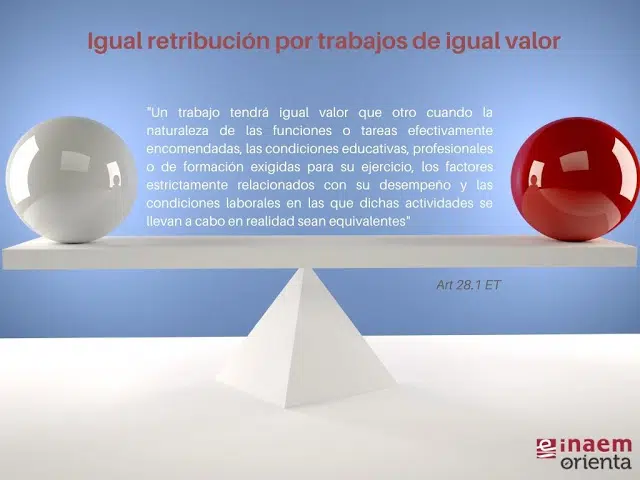 Igual retribución por trabajos de igual valor
"Un trabajo tendrá igual valor que otro cuando la
naturaleza de las funciones o tareas efectivamente
encomendadas, las condiciones educativas, profesionales
o de formación exigidas para su ejercicio, los factores
estrictamente relacionados con su desempeño y las
condiciones laborales en las que dichas actividades se
llevan a cabo en realidad sean equivalentes"
Art 28.1 ET
inaem
orienta